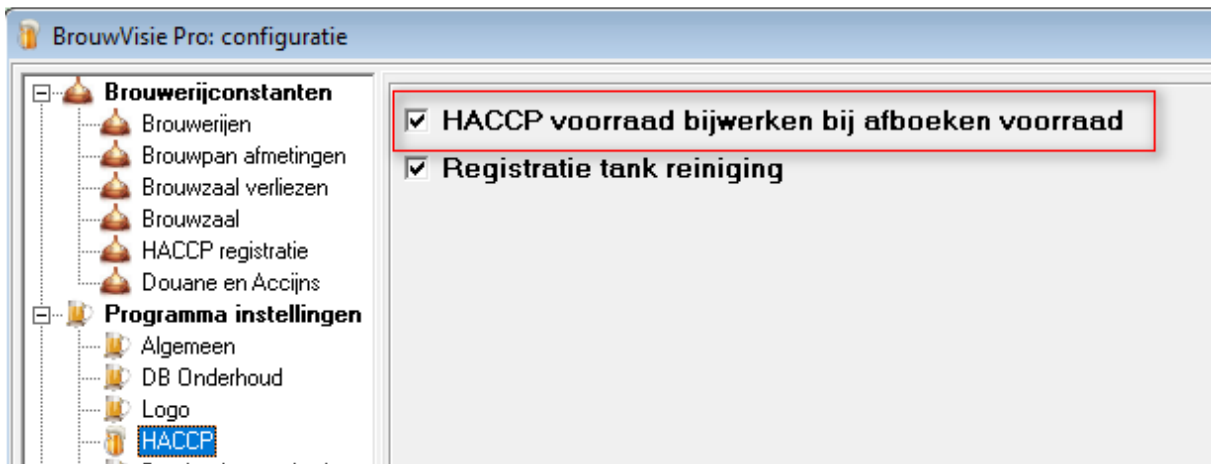 BrouwVisie Pro: configuratie
Brouwerijconstanten
Brouwerijen
Brouwpan afmetingen
Brouwzaal verliezen
Brouwzaal
HACCP registratie
Douane en Accijns
Programma instellingen
Algemeen
DB Onderhoud
Logo
HACCP
HACCP voorraad bijwerken bij afboeken voorraad
Registratie tank reiniging